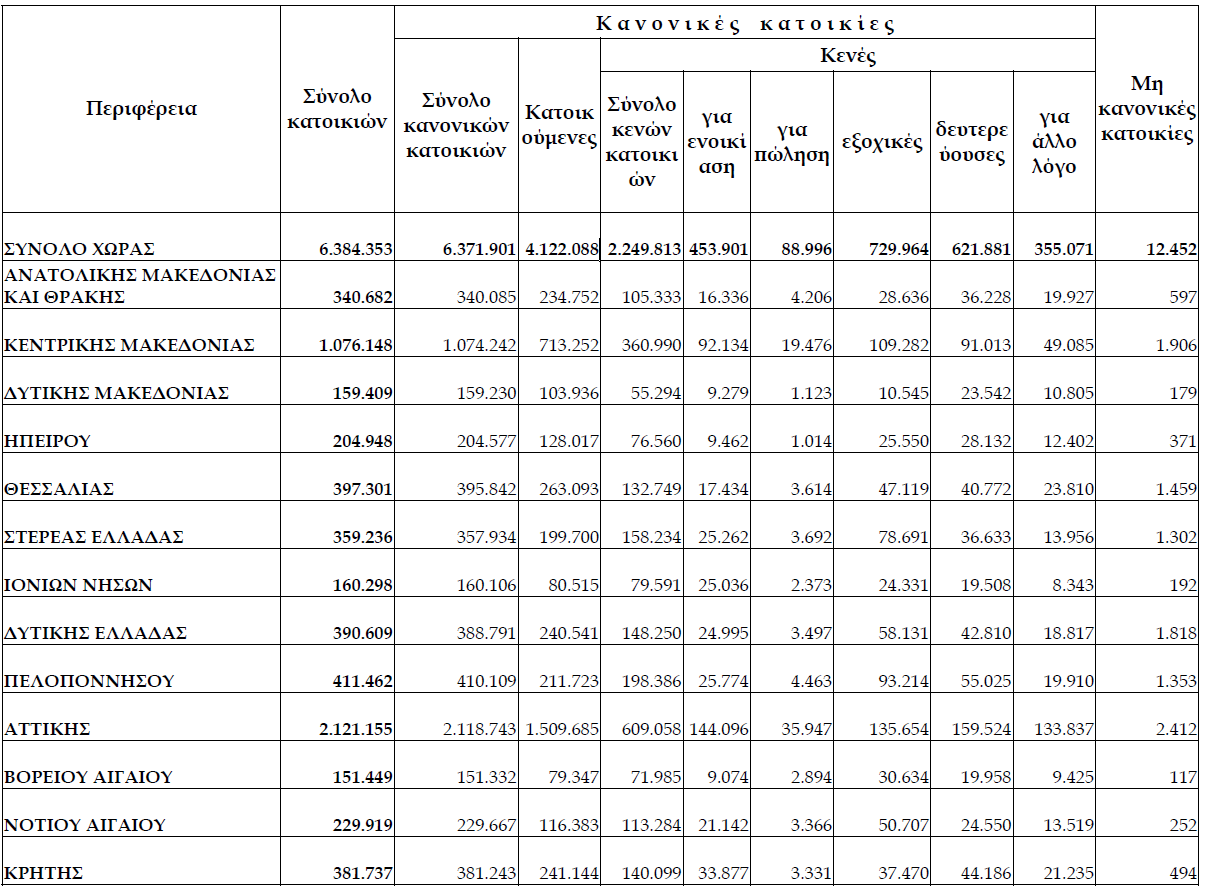 Κανονικές κατοικίες
Κενές
Περιφέρεια
Σύνολο
κατοικιών
Σύνολο
κανονικών
κατοικιών
Κατοικ
ούμενες
Σύνολο
κενών
κατοικι
ών
για
ενοικί
αση
για
πώληση
εξοχικές
δευτερε
ύουσες
για
άλλο
λόγο
Μη
κανονικές
κατοικίες
ΣΥΝΟΛΟ ΧΩΡΑΣ 6.384.353 6.371.901 4.122.088 2.249.813 453.901 88.996 729.964 621.881 355.071 12.452
ΑΝΑΤΟΛΙΚΗΣ ΜΑΚΕΔΟΝΙΑΣ
ΚΑΙ ΘΡΑΚΗΣ 340.682 340.085 234.752 105.333 16.336 4.206 28.636 36.228 19.927 597
ΚΕΝΤΡΙΚΗΣ ΜΑΚΕΔΟΝΙΑΣ 1.076.148 1.074.242 713.252 360.990 92.134 19.476 109.282 91.013 49.085 1.906
ΔΥΤΙΚΗΣ ΜΑΚΕΔΟΝΙΑΣ 159.409 159.230 103.936 55.294 9.279 1.123 10.545 23.542 10.805 179
ΗΠΕΙΡΟΥ 204.948 204.577 128.017 76.560 9.462 1.014 25.550 28.132 12.402 371
ΘΕΣΣΑΛΙΑΣ 397.301 395.842 263.093 132.749 17.434 3.614 47.119 40.772 23.810 1.459
ΣΤΕΡΕΑΣ ΕΛΛΑΔΑΣ 359.236 357.934 199.700 158.234 25.262 3.692 78.691 36.633 13.956 1.302
ΙΟΝΙΩΝ ΝΗΣΩΝ 160.298 160.106 80.515 79.591 25.036 2.373 24.331 19.508 8.343 192
ΔΥΤΙΚΗΣ ΕΛΛΑΔΑΣ 390.609 388.791 240.541 148.250 24.995 3.497 58.131 42.810 18.817 1.818
ΠΕΛΟΠΟΝΝΗΣΟΥ 411.462 410.109 211.723 198.386 25.774 4.463 93.214 55.025 19.910 1.353
ΑΤΤΙΚΗΣ 2.121.155 2.118.743 1.509.685 609.058 144.096 35.947 135.654 159.524 133.837 2.412
ΒΟΡΕΙΟΥ ΑΙΓΑΙΟΥ 151.449 151.332 79.347 71.985 9.074 2.894 30.634 19.958 9.425 117
ΝΟΤΙΟΥ ΑΙΓΑΙΟΥ 229.919 229.667 116.383 113.284 21.142 3.366 50.707 24.550 13.519 252
ΚΡΗΤΗΣ 381.737 381.243 241.144 140.099 33.877 3.331 37.470 44.186 21.235 494